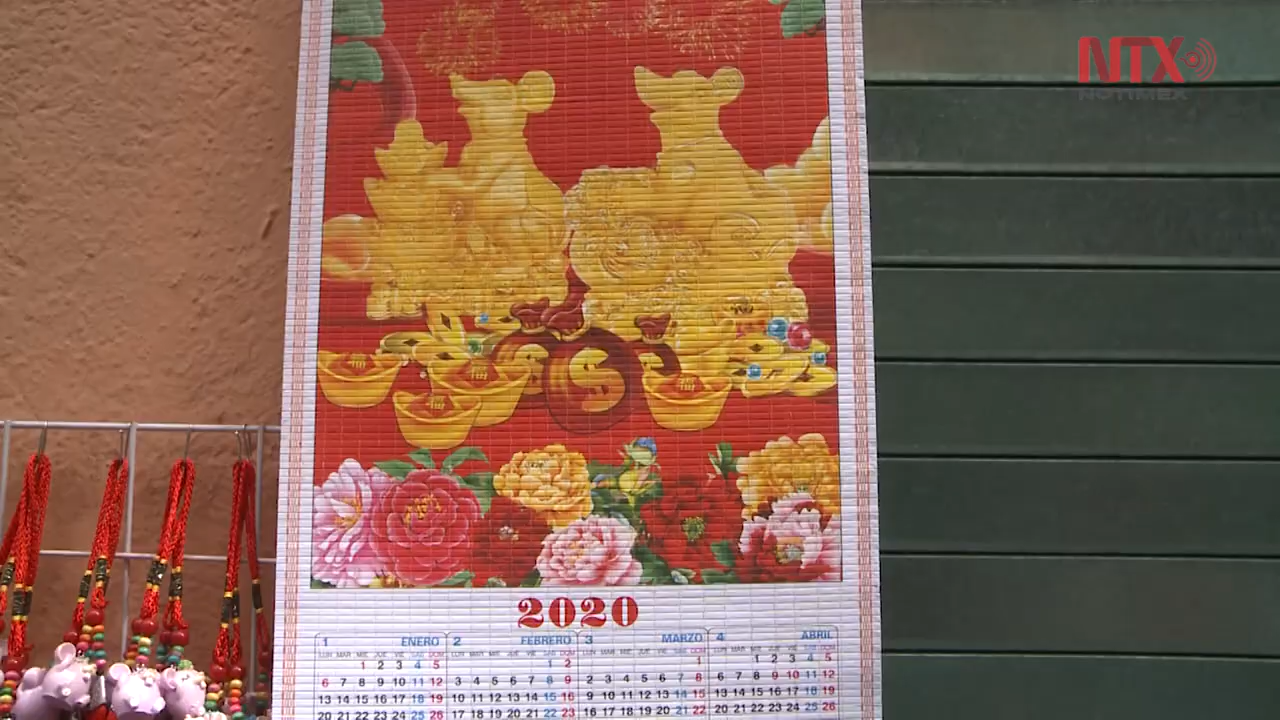 NTX
NOTIMEX
$ $ $
2020
1 ENERO 2 FEBRERO 3 MARZO 4 ABRIL
LUN MAR MIE JUE VIE SAB DOM LUN MAR MIE JUE VIE SAB DOM LUN MAR MIE JUE VIE SAB DOM LUN MAR MIE JUE VIE SAB DOM
1 2 3 4 5 1 2 1 1 2 3 4 5
6 7 8 9 10 11 12 3 4 5 6 7 8 9 2 3 4 5 6 7 8 6 7 8 9 10 11 12
13 14 15 16 17 18 19 10 11 12 13 14 15 16 9 10 11 12 13 14 15 13 14 15 16 17 18 19
20 21 22 23 24 25 26 17 18 19 20 21 22 23 16 17 18 19 20 21 22 20 21 22 23 24 25 26